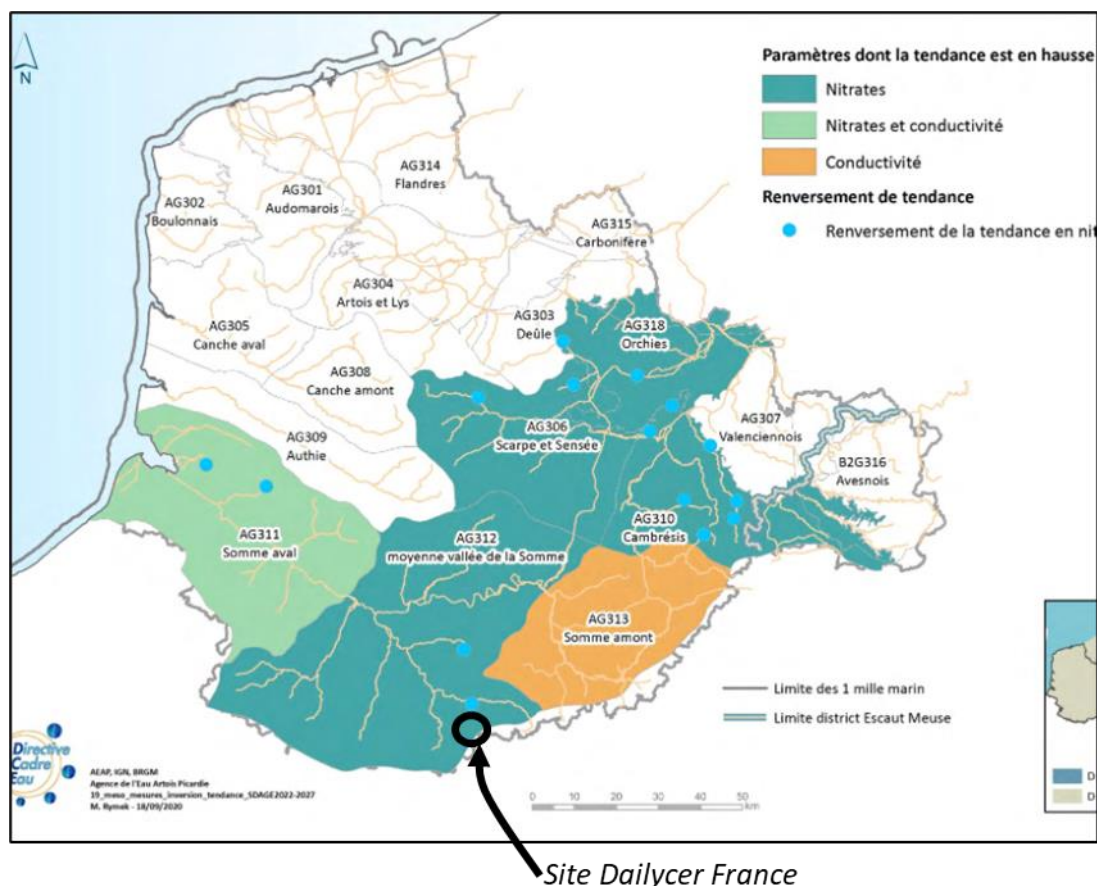 N
Paramètres dont la tendance est en hausse
Nitrates
Nitrates et conductivité
Conductivité
Renversement de tendance
Renversement de la tendance en nit
AG314
Flandres
AG301
Audomarois
AG302
Boulonnais
AG315
Carbonifère
AG304
Artois et Lys
AG303
Deûle
AG318
Orchies
AG305
Canche aval
AG308
Canche amont
AG307
Valenciennois
AG306
Scarpe et Sensée
AG309
Authie
B2G316
Avesnois
AG310
Cambrésis
AG311
Somme aval
AG312
moyenne vallée de la Somme
AG313
Somme amont
Limite des 1 mille marin
Limite district Escaut Meuse
Directive
Cadre
Eau
AEAP, IGN, BRGM
Agence de l'Eau Artois Picardie
19_meso_mesures_inversion_tendance_SDAGE2022-2027
M. Rymek - 18/09/2020
0 10 20 30 40 50
km
D
D
Site Dailycer France